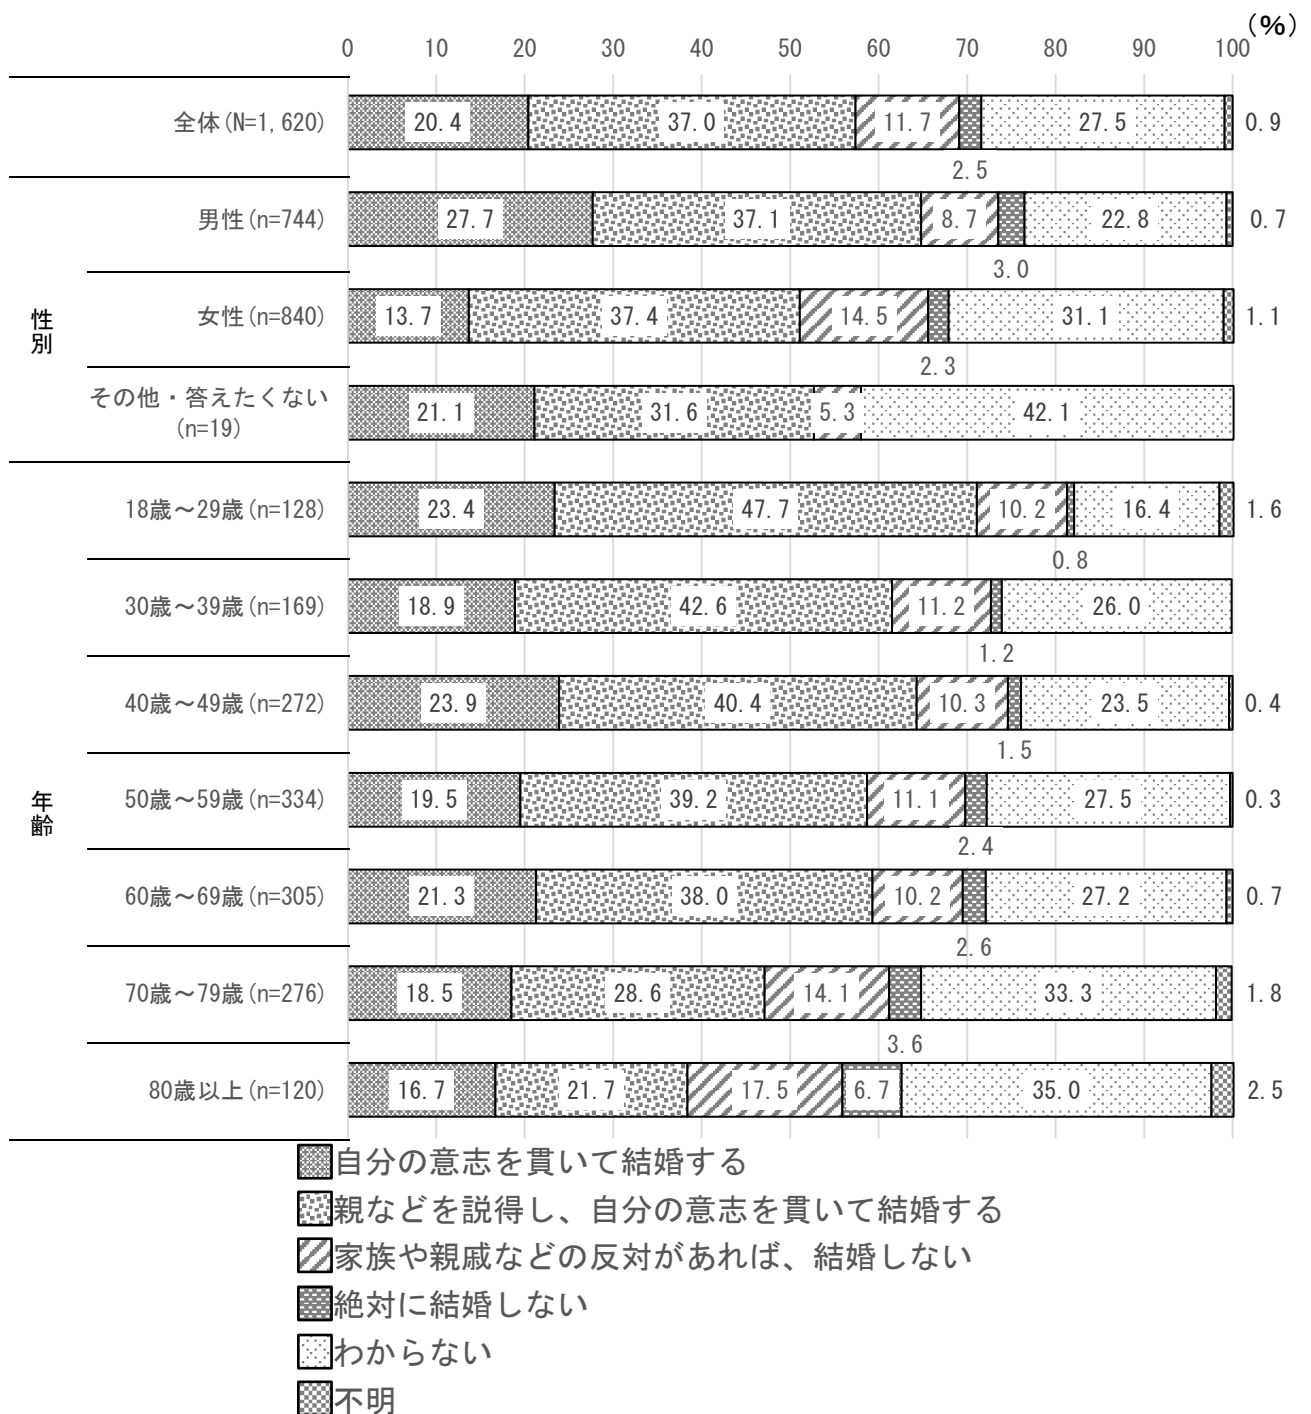 (%)
0 10 20 30 40 50 60 70 80 90 100
全体(N=1,620) 20.4 37.0 11.7 27.5 0.9
2.5
男性(n=744) 27.7 37.1 8.7 22.8 0.7
3.0
性別
女性(n=840) 13.7 37.4 14.5 31.1 1.1
2.3
その他・答えたくない
(n=19) 21.1 31.6 5.3 42.1
18歳～29歳(n=128) 23.4 47.7 10.2 16.4 1.6
0.8
30歳～39歳(n=169) 18.9 42.6 11.2 26.0
1.2
40歳～49歳(n=272) 23.9 40.4 10.3 23.5 0.4
1.5
年齢
50歳～59歳(n=334) 19.5 39.2 11.1 27.5 0.3
2.4
60歳～69歳(n=305) 21.3 38.0 10.2 27.2 0.7
2.6
70歳～79歳(n=276) 18.5 28.6 14.1 33.3 1.8
3.6
80歳以上(n=120) 16.7 21.7 17.5 6.7 35.0 2.5
自分の意志を貫いて結婚する
親などを説得し、自分の意志を貫いて結婚する
家族や親戚などの反対があれば、結婚しない
絶対に結婚しない
わからない
不明